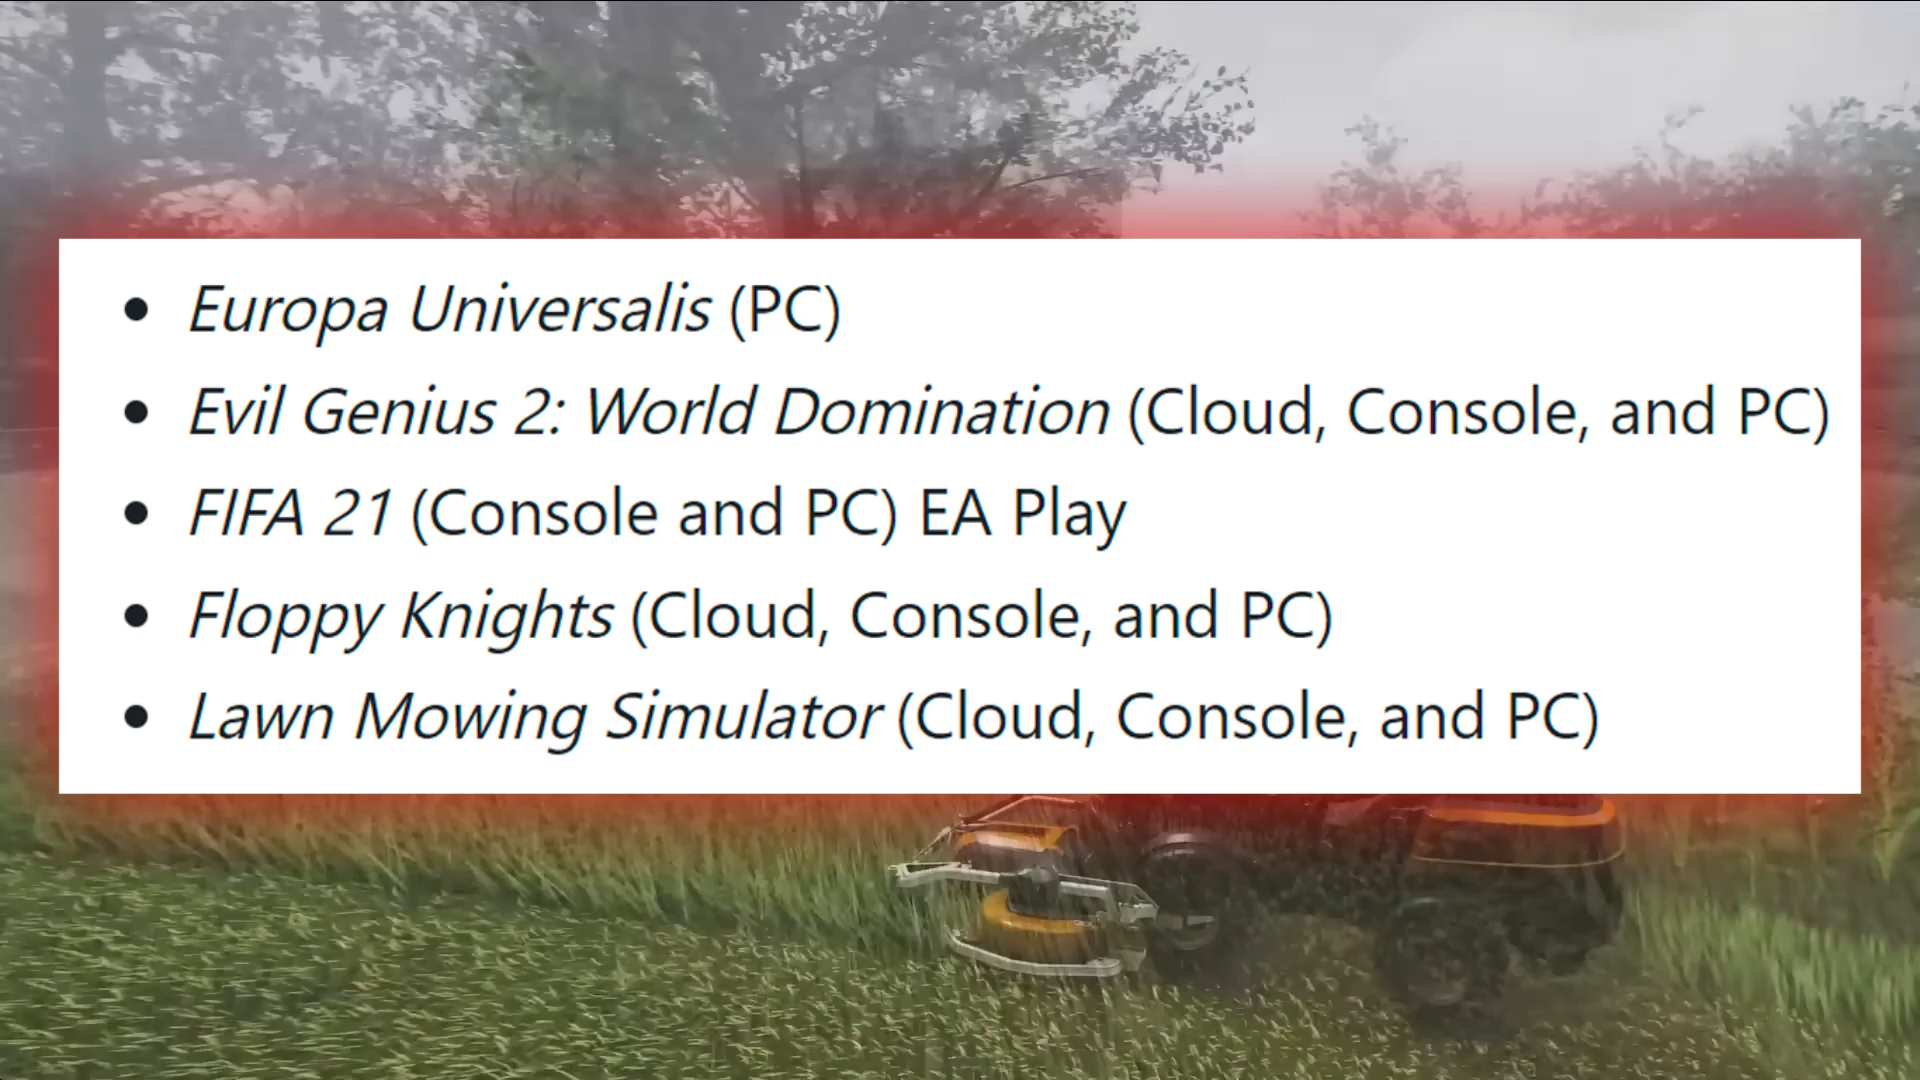 • Europa Universalis (PC)
• Evil Genius 2: World Domination (Cloud, Console, and PC)
• FIFA 21 (Console and PC) EA Play
• Floppy Knights (Cloud, Console, and PC)
• Lawn Mowing Simulator (Cloud, Console, and PC)